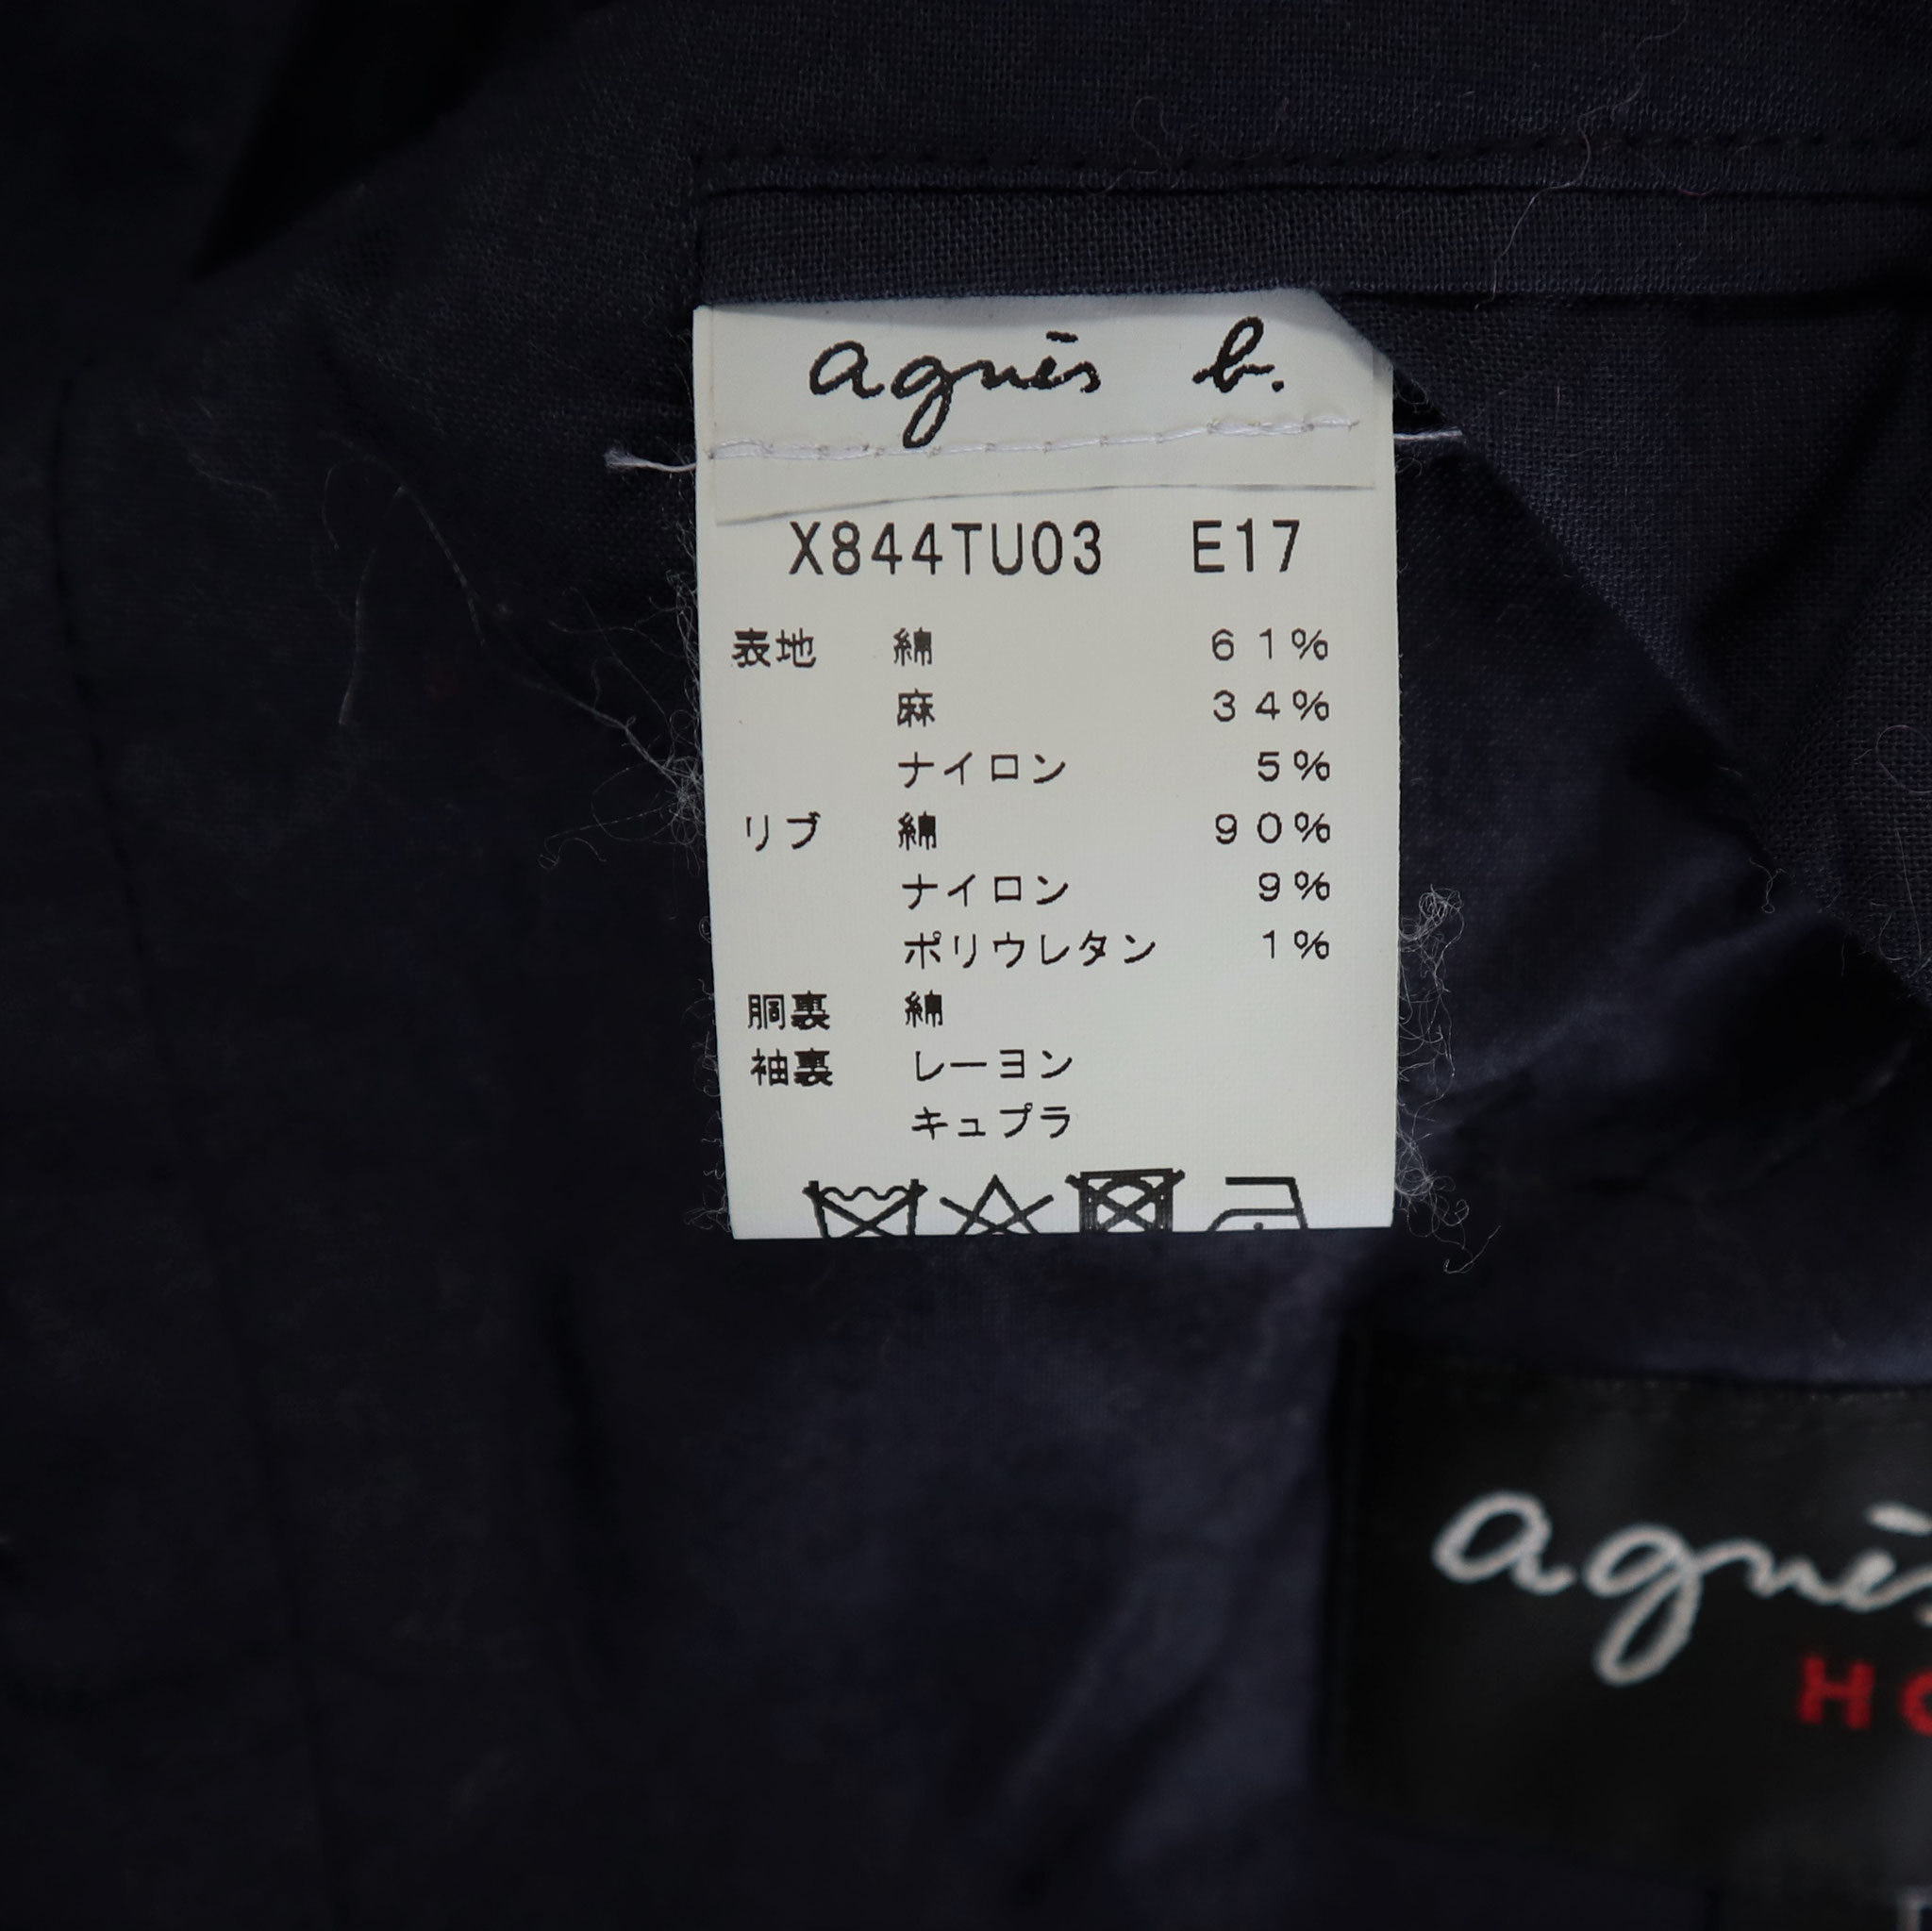 agnès b.
X844TU03 E17
表地 綿 61%
麻 34%
ナイロン 5%
リブ 綿 90%
ナイロン 9%
ポリウレタン 1%
胴裏 綿
袖裏 レーヨン
キュプラ
agnès
HO